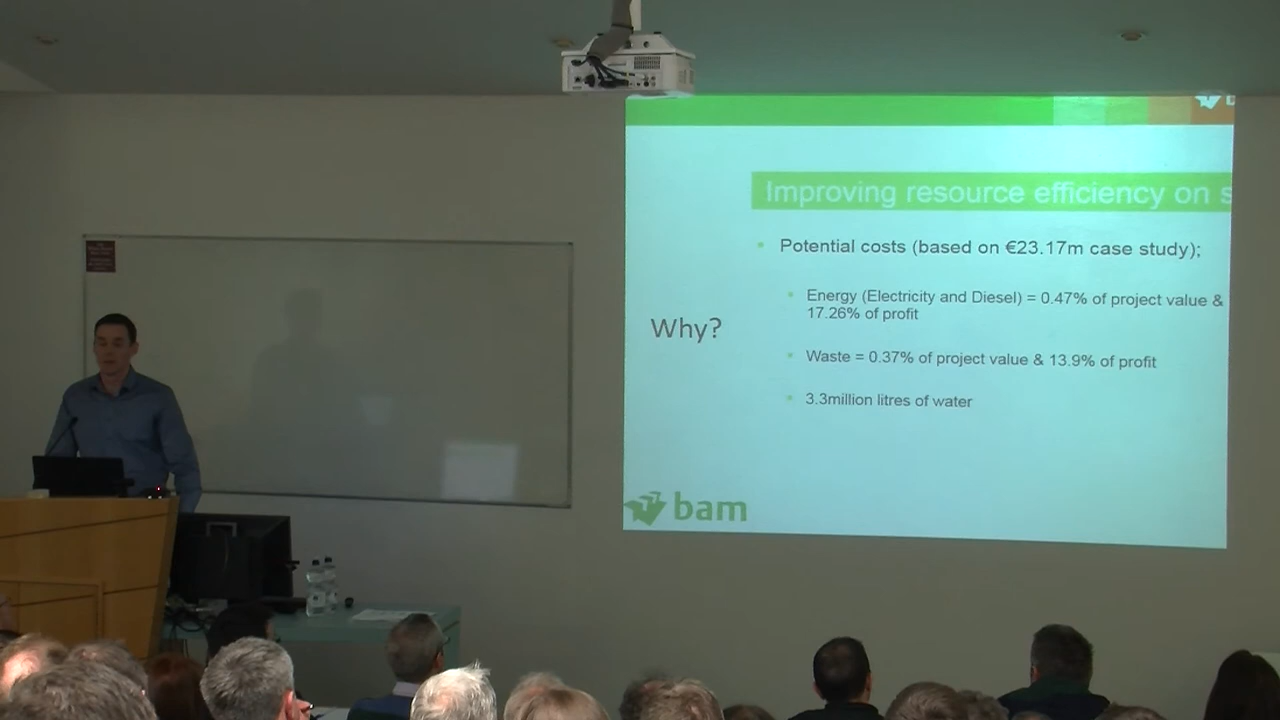 Improving resource efficiency on s
Potential costs (based on €23.17m case study);
Energy (Electricity and Diesel) = 0.47% of project value &
17.26% of profit
Why?
Waste = 0.37% of project value & 13.9% of profit
3.3million litres of water
bam